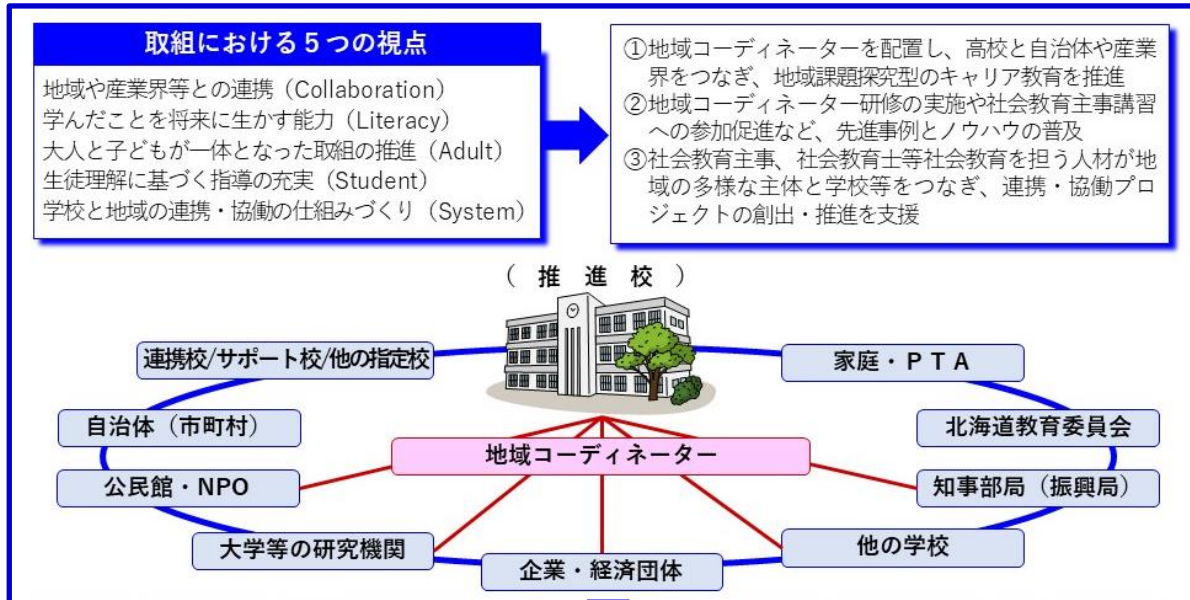 取組における5つの視点
地域や産業界等との連携（Collaboration）
学んだことを将来に生かす能力（Literacy）
大人と子どもが一体となった取組の推進（Adult）
生徒理解に基づく指導の充実（Student）
学校と地域の連携・協働の仕組みづくり（System）
①地域コーディネーターを配置し、高校と自治体や産業
界をつなぎ、地域課題探究型のキャリア教育を推進
②地域コーディネーター研修の実施や社会教育主事講習
への参加促進など、先進事例とノウハウの普及
③社会教育主事、社会教育士等社会教育を担う人材が地
域の多様な主体と学校等をつなぎ、連携・協働プロ
ジェクトの創出・推進を支援
（ 推 進 校 ）
連携校/サポート校/他の指定校
家庭・ＰＴＡ
自治体（市町村）
北海道教育委員会
地域コーディネーター
公民館・NPO
知事部局（振興局）
大学等の研究機関
他の学校
企業・経済団体